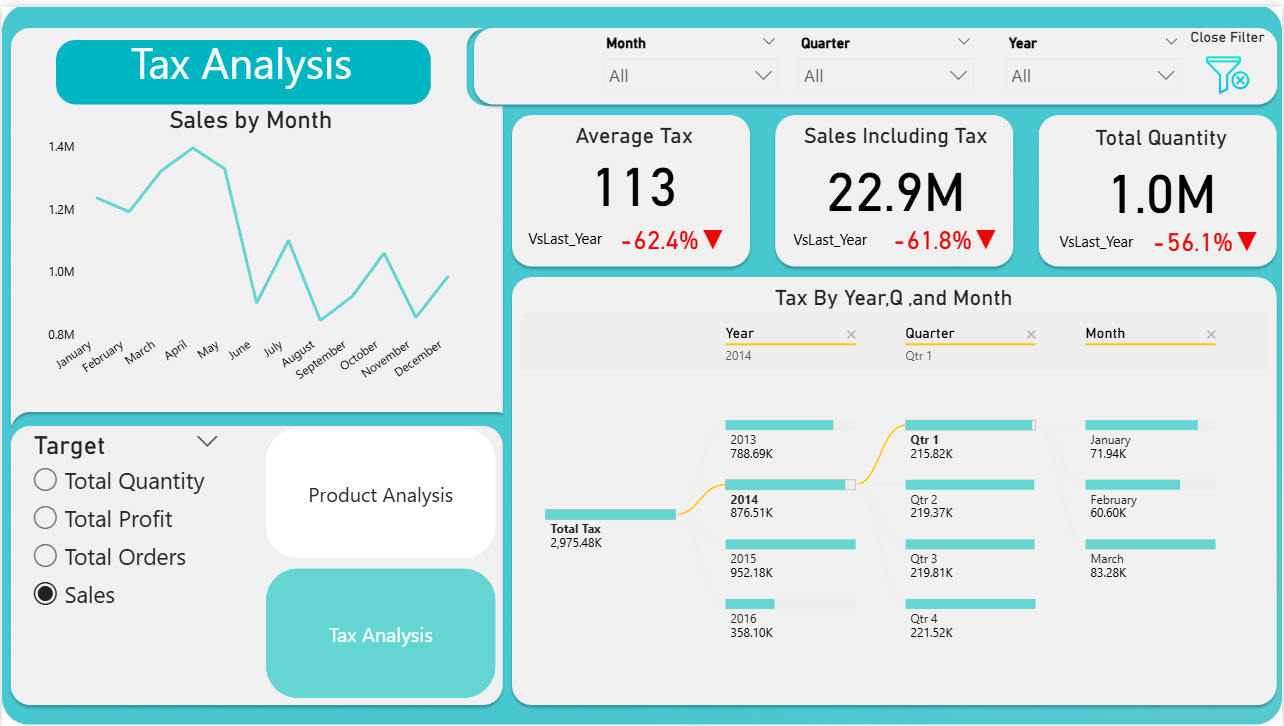 Tax Analysis
Month
Quarter
Year
Close Filter
All
All
All
Sales by Month
1.4M
1.2M
1.0M
0.8M
January
February
March
April
May
June
July
August
September
October
November
December
Average Tax
113
VsLast_Year -62.4%
Sales Including Tax
22.9M
VsLast_Year -61.8%
Total Quantity
1.0M
VsLast_Year -56.1%
Target
Total Quantity
Total Profit
Total Orders
Sales
Product Analysis
Tax Analysis
Tax By Year,Q ,and Month
Year
2014
Quarter
Qtr 1
Month
Total Tax
2,975.48K
2013
788.69K
2014
876.51K
2015
952.18K
2016
358.10K
Qtr 1
215.82K
Qtr 2
219.37K
Qtr 3
219.81K
Qtr 4
221.52K
January
71.94K
February
60.60K
March
83.28K